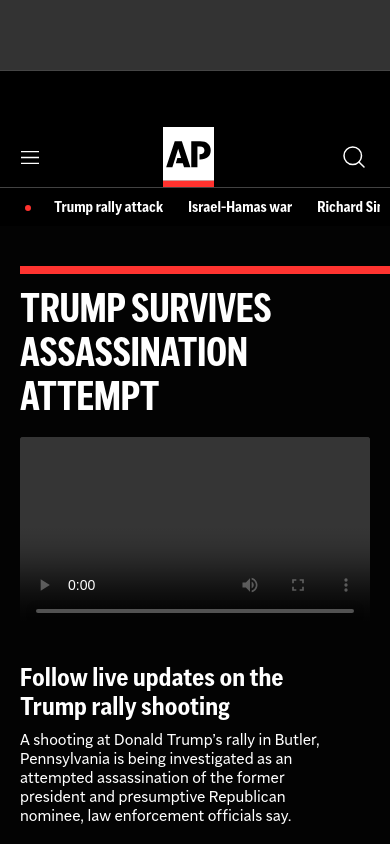 AP
Trump rally attack Israel-Hamas war Richard
TRUMP SURVIVES
ASSASSINATION
ATTEMPT
0:00
Follow live updates on the
Trump rally shooting
A shooting at Donald Trump's rally in Butler,
Pennsylvania is being investigated as an
attempted assassination of the former
president and presumptive Republican
nominee, law enforcement officials say.